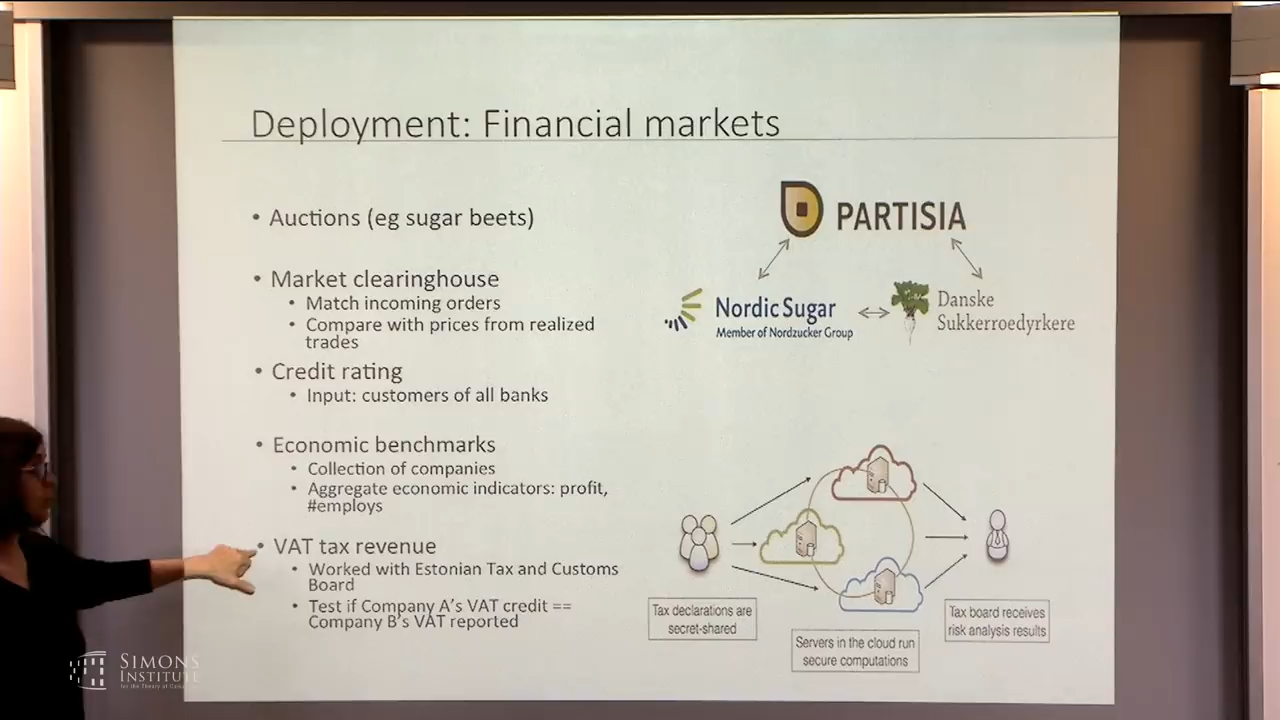 Deployment: Financial markets
• Auctions (eg sugar beets)
• Market clearinghouse
• Match incoming orders
• Compare with prices from realized
trades
• Credit rating
• Input: customers of all banks
• Economic benchmarks
• Collection of companies
• Aggregate economic indicators: profit,
#employs
• VAT tax revenue
• Worked with Estonian Tax and Customs
Board
• Test if Company A's VAT credit ==
Company B's VAT reported
PARTISIA
Nordic Sugar
Member of Nordzucker Group
Danske
Sukkerroedyrkere
Tax declarations are
secret-shared
Servers in the cloud run
secure computations
Tax board receives
risk analysis results
SIMONS
INSTITUTE
for the Theory of